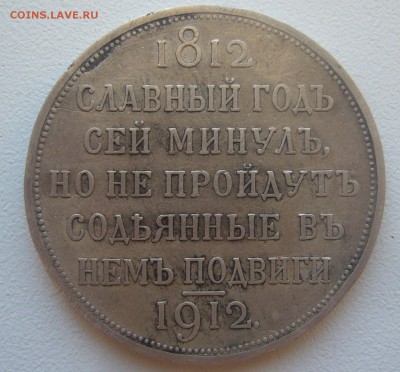 COINS.LAVE.RU
1812
СЛАВНЫЙ ГОДЪ
СЕЙ МИНУЛЪ,
НО НЕ ПРОЙДУТЪ
СОДѢЯННЫЕ ВЪ
НЕМЪ ПОДВИГИ
1912.